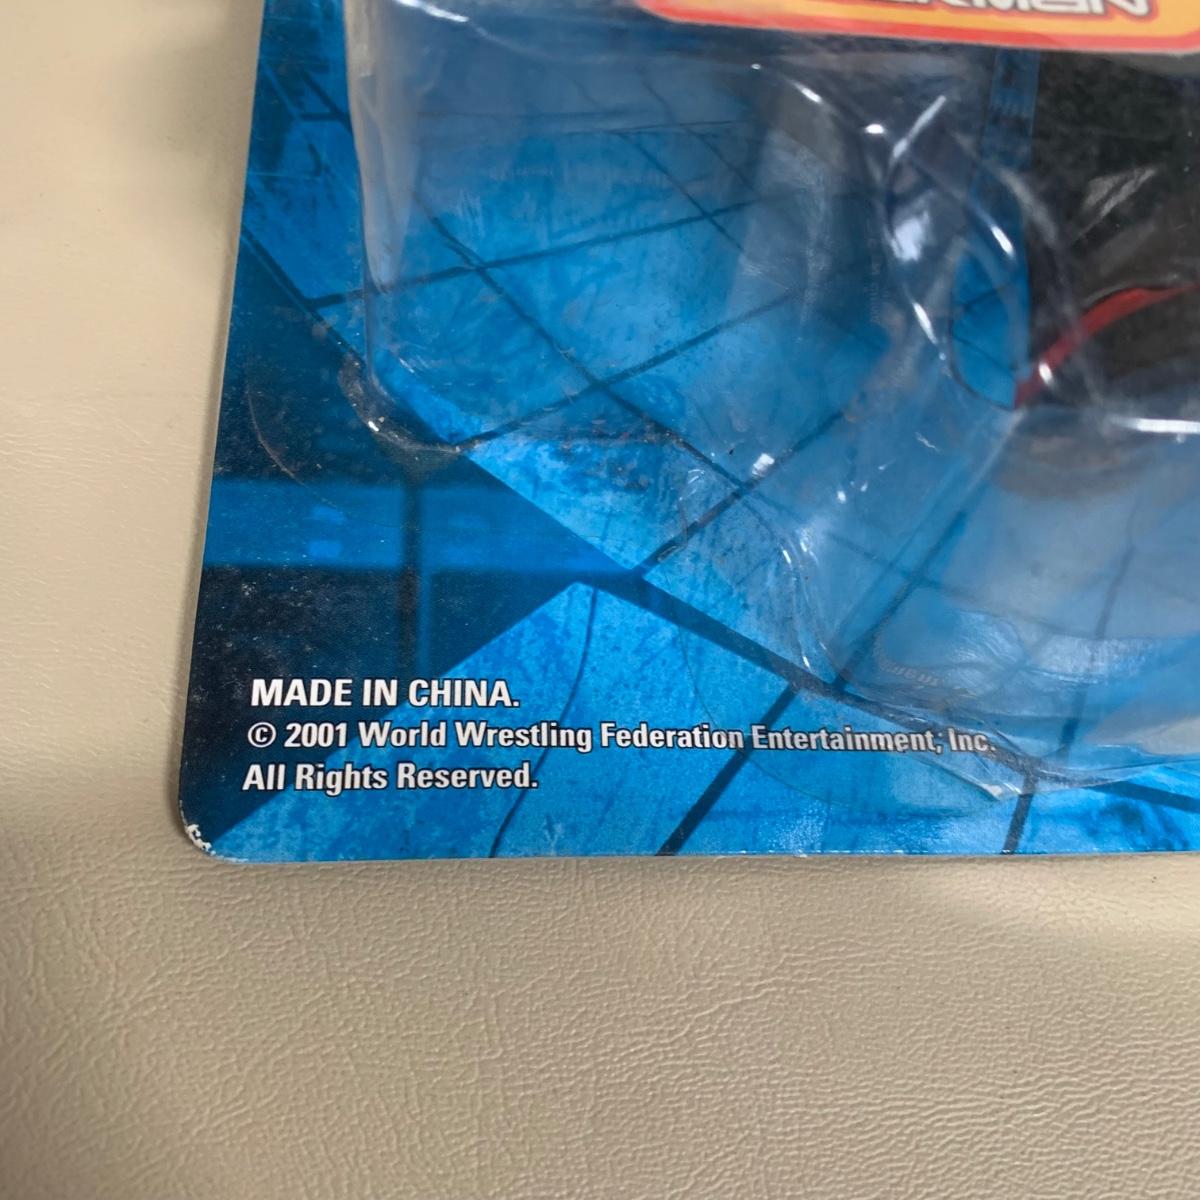 MADE IN CHINA.
© 2001 World Wrestling Federation Entertainment, Inc.
All Rights Reserved.